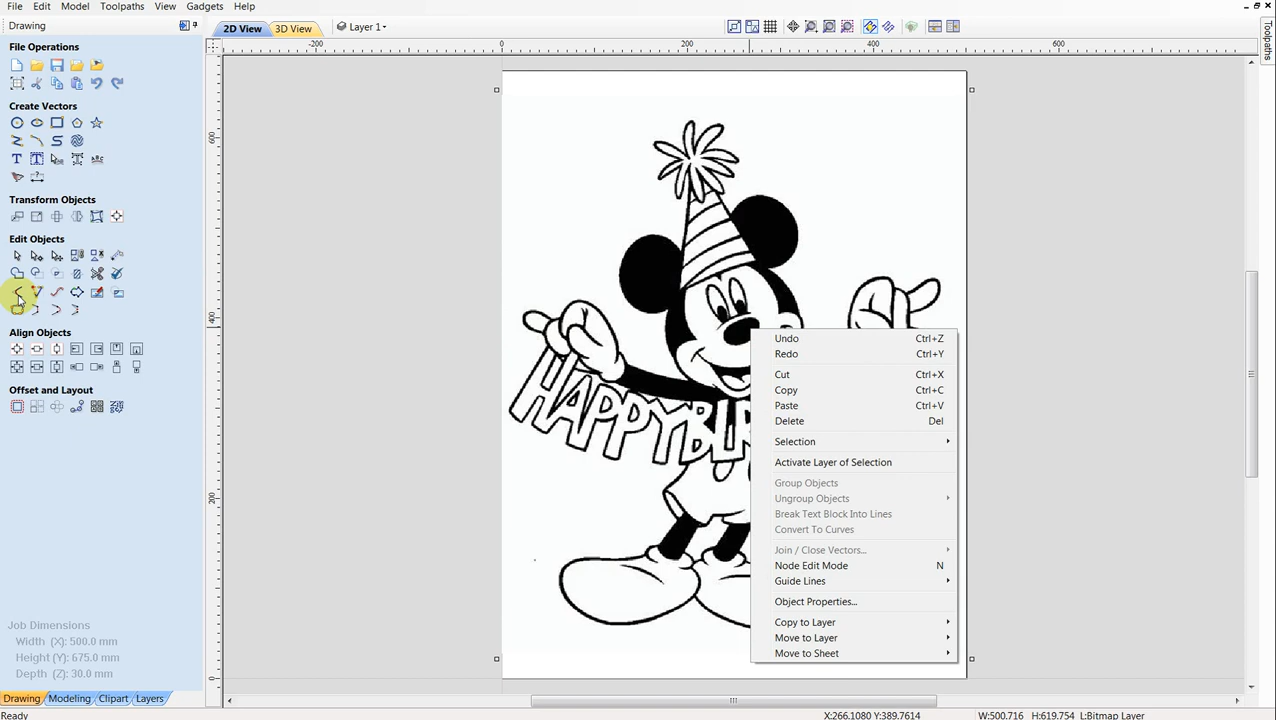 File Edit Model Toolpaths View Gadgets Help
Drawing
2D View 3D View Layer 1
File Operations
Create Vectors
Transform Objects
Edit Objects
Align Objects
Offset and Layout
Job Dimensions
Width (X): 500.0 mm
Height (Y): 675.0 mm
Depth (Z): 30.0 mm
Drawing Modeling Clipart Layers
Ready
-200 0 200 400 600
600
400
200
0
HAPPYBIR
Undo Ctrl+Z
Redo Ctrl+Y
Cut Ctrl+X
Copy Ctrl+C
Paste Ctrl+V
Delete Del
Selection
Activate Layer of Selection
Group Objects
Ungroup Objects
Break Text Block Into Lines
Convert To Curves
Join / Close Vectors...
Node Edit Mode N
Guide Lines
Object Properties...
Copy to Layer
Move to Layer
Move to Sheet
Toolpaths
X:266.1080 Y:389.7614 W:500.716 H:619.754 L:Bitmap Layer